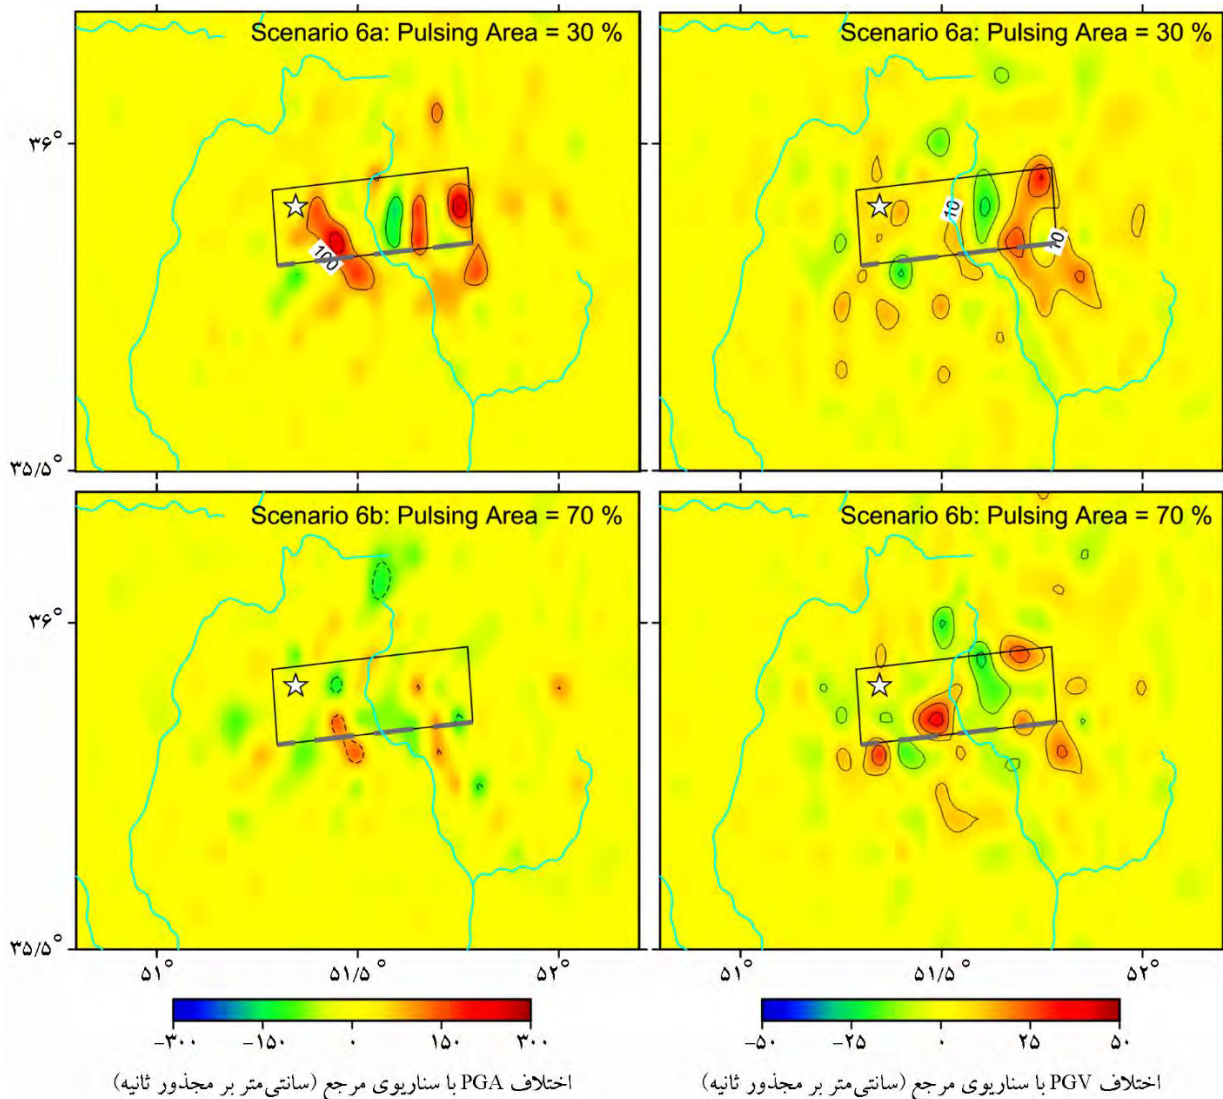 Scenario 6a: Pulsing Area = 30 %
Scenario 6a: Pulsing Area = 30 %
۳۶°
100
10
10
۳۵/۵°
Scenario 6b: Pulsing Area = 70 %
Scenario 6b: Pulsing Area = 70 %
۳۶°
۳۵/۵°
۵۱° ۵۱/۵° ۵۲°
۵۱° ۵۱/۵° ۵۲°
-۳۰۰ -۱۵۰ ۰ ۱۵۰ ۳۰۰
-۵۰ -۲۵ ۰ ۲۵ ۵۰
اختلاف PGA با سناریوی مرجع (سانتی‌متر بر مجذور ثانیه)
اختلاف PGV با سناریوی مرجع (سانتی‌متر بر مجذور ثانیه)